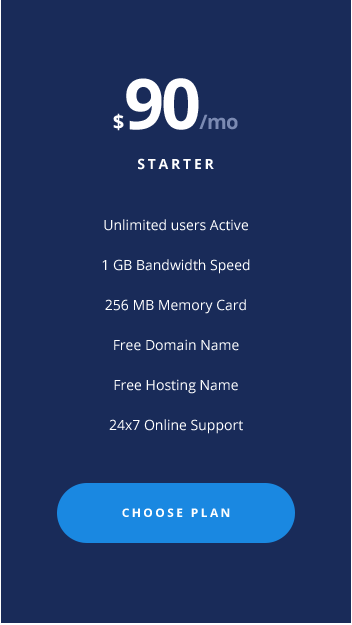 $90/mo
STARTER
Unlimited users Active
1 GB Bandwidth Speed
256 MB Memory Card
Free Domain Name
Free Hosting Name
24x7 Online Support
CHOOSE PLAN